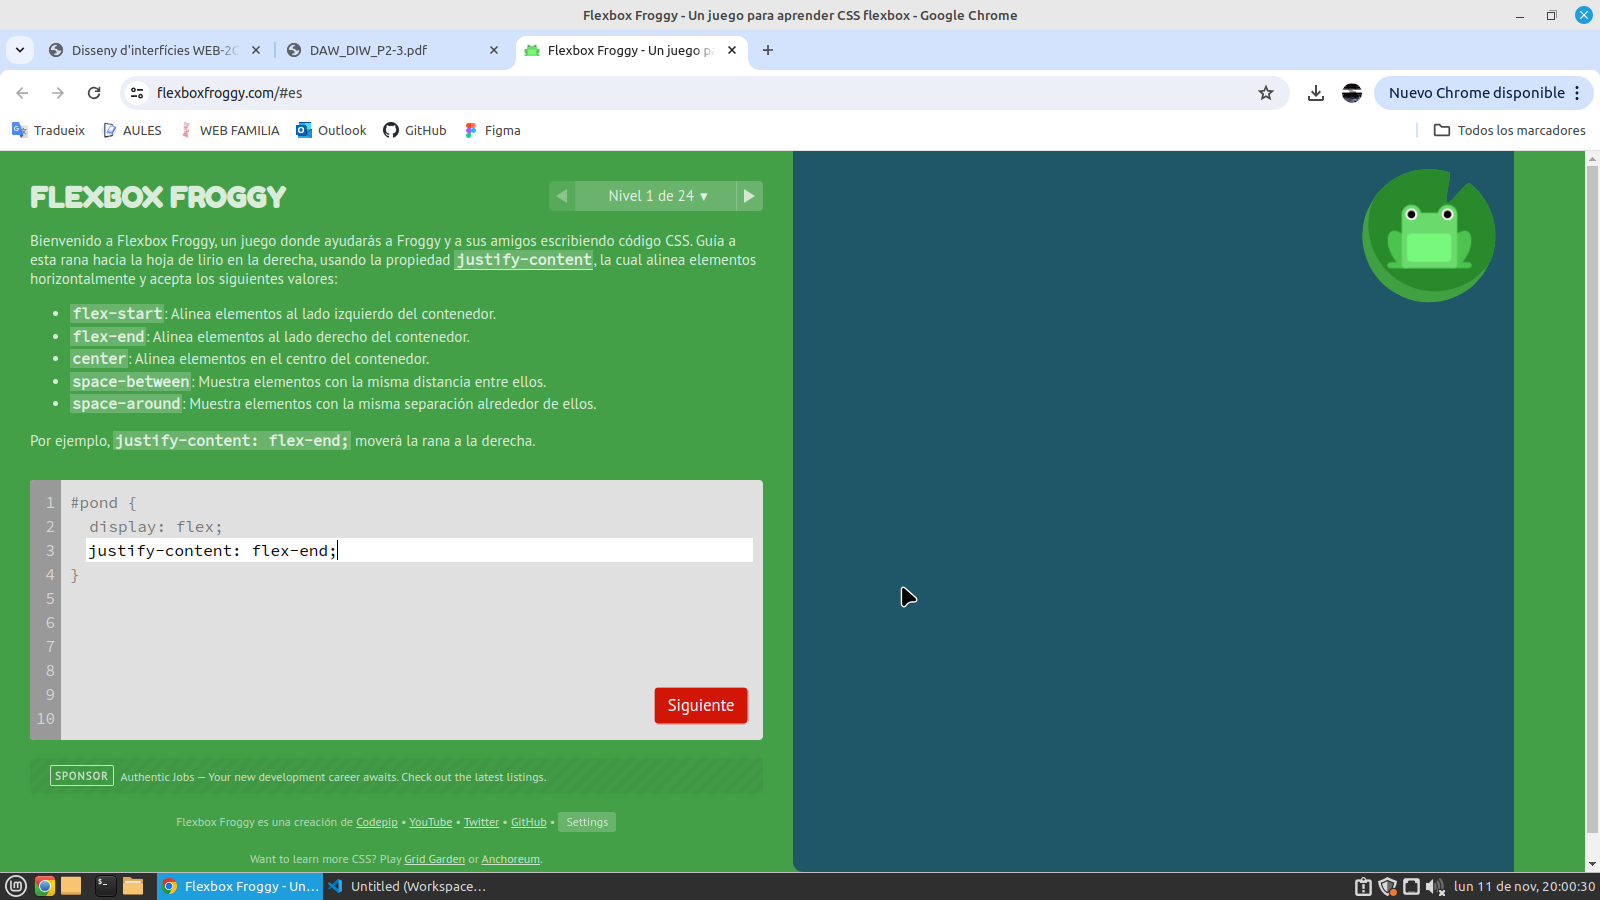 Flexbox Froggy - Un juego para aprender CSS flexbox - Google Chrome
Disseny d'interfícies WEB-2
DAW_DIW_P2-3.pdf
Flexbox Froggy - Un juego
flexboxfroggy.com/#es
Nuevo Chrome disponible
Tradueix
AULES
WEB FAMILIA
Outlook
GitHub
Figma
Todos los marcadores
FLEXBOX FROGGY
Nivel 1 de 24 ▾
Bienvenido a Flexbox Froggy, un juego donde ayudarás a Froggy y a sus amigos escribiendo código CSS. Guía a
esta rana hacia la hoja de lirio en la derecha, usando la propiedad justify-content, la cual alinea elementos
horizontalmente y acepta los siguientes valores:
• flex-start: Alinea elementos al lado izquierdo del contenedor.
• flex-end: Alinea elementos al lado derecho del contenedor.
• center: Alinea elementos en el centro del contenedor.
• space-between: Muestra elementos con la misma distancia entre ellos.
• space-around: Muestra elementos con la misma separación alrededor de ellos.
Por ejemplo, justify-content: flex-end; moverá la rana a la derecha.
1 #pond {
2 display: flex;
3 justify-content: flex-end;
4 }
5
6
7
8
9
10
Siguiente
SPONSOR Authentic Jobs — Your new development career awaits. Check out the latest listings.
Flexbox Froggy es una creación de Codepip • YouTube • Twitter • GitHub • Settings
Want to learn more CSS? Play Grid Garden or Anchoreum.
Flexbox Froggy - Un...
Untitled (Workspace...
lun 11 de nov, 20:00:30